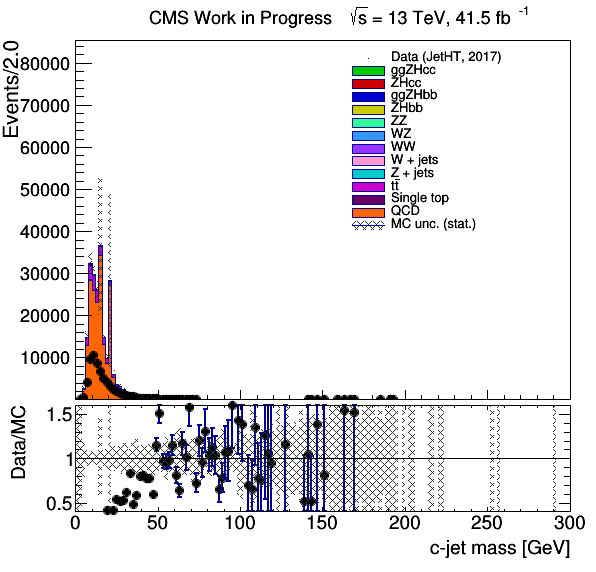 CMS Work in Progress √s = 13 TeV, 41.5 fb -1
Events/2.0
80000
70000
60000
50000
40000
30000
20000
10000
Data (JetHT, 2017)
ggZHcc
ZHcc
ggZHbb
ZHbb
ZZ
WZ
WW
W + jets
Z + jets
tt̄
Single top
QCD
MC unc. (stat.)
Data/MC
1.5
1
0.5
0 50 100 150 200 250 300
c-jet mass [GeV]